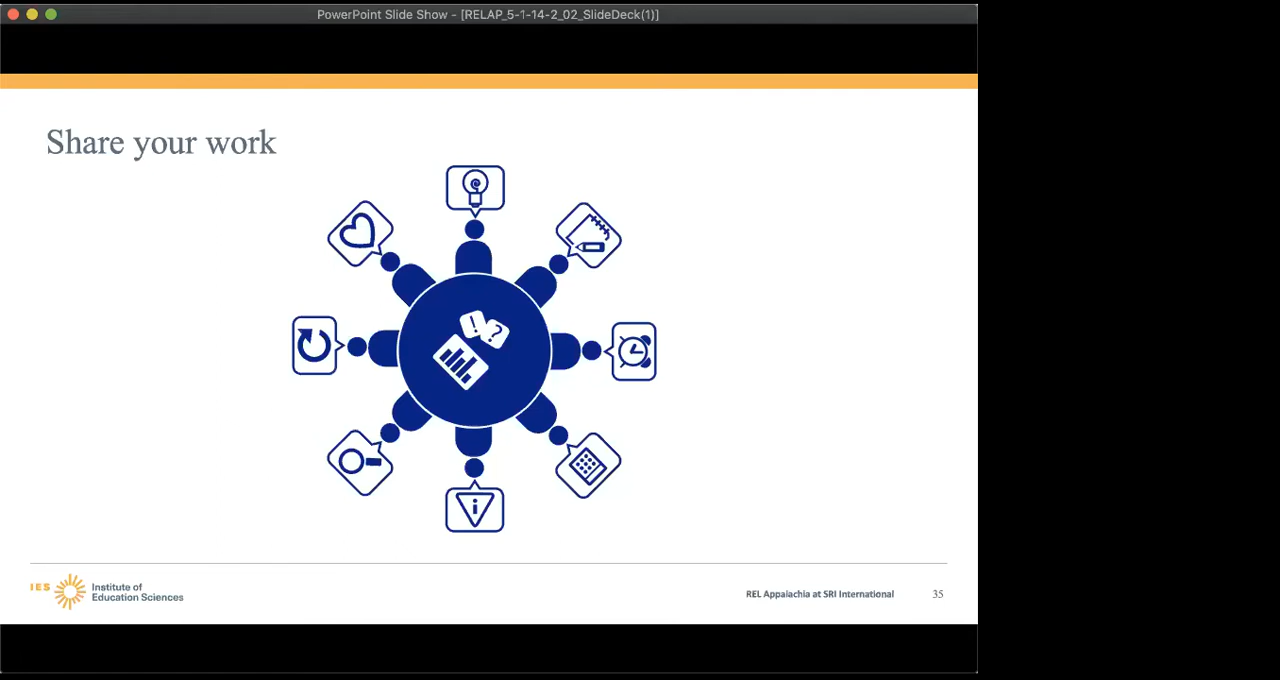 PowerPoint Slide Show - [RELAP_5-1-14-2_02_SlideDeck(1)]
Share your work
! ?
i
IES Institute of
Education Sciences
REL Appalachia at SRI International 35